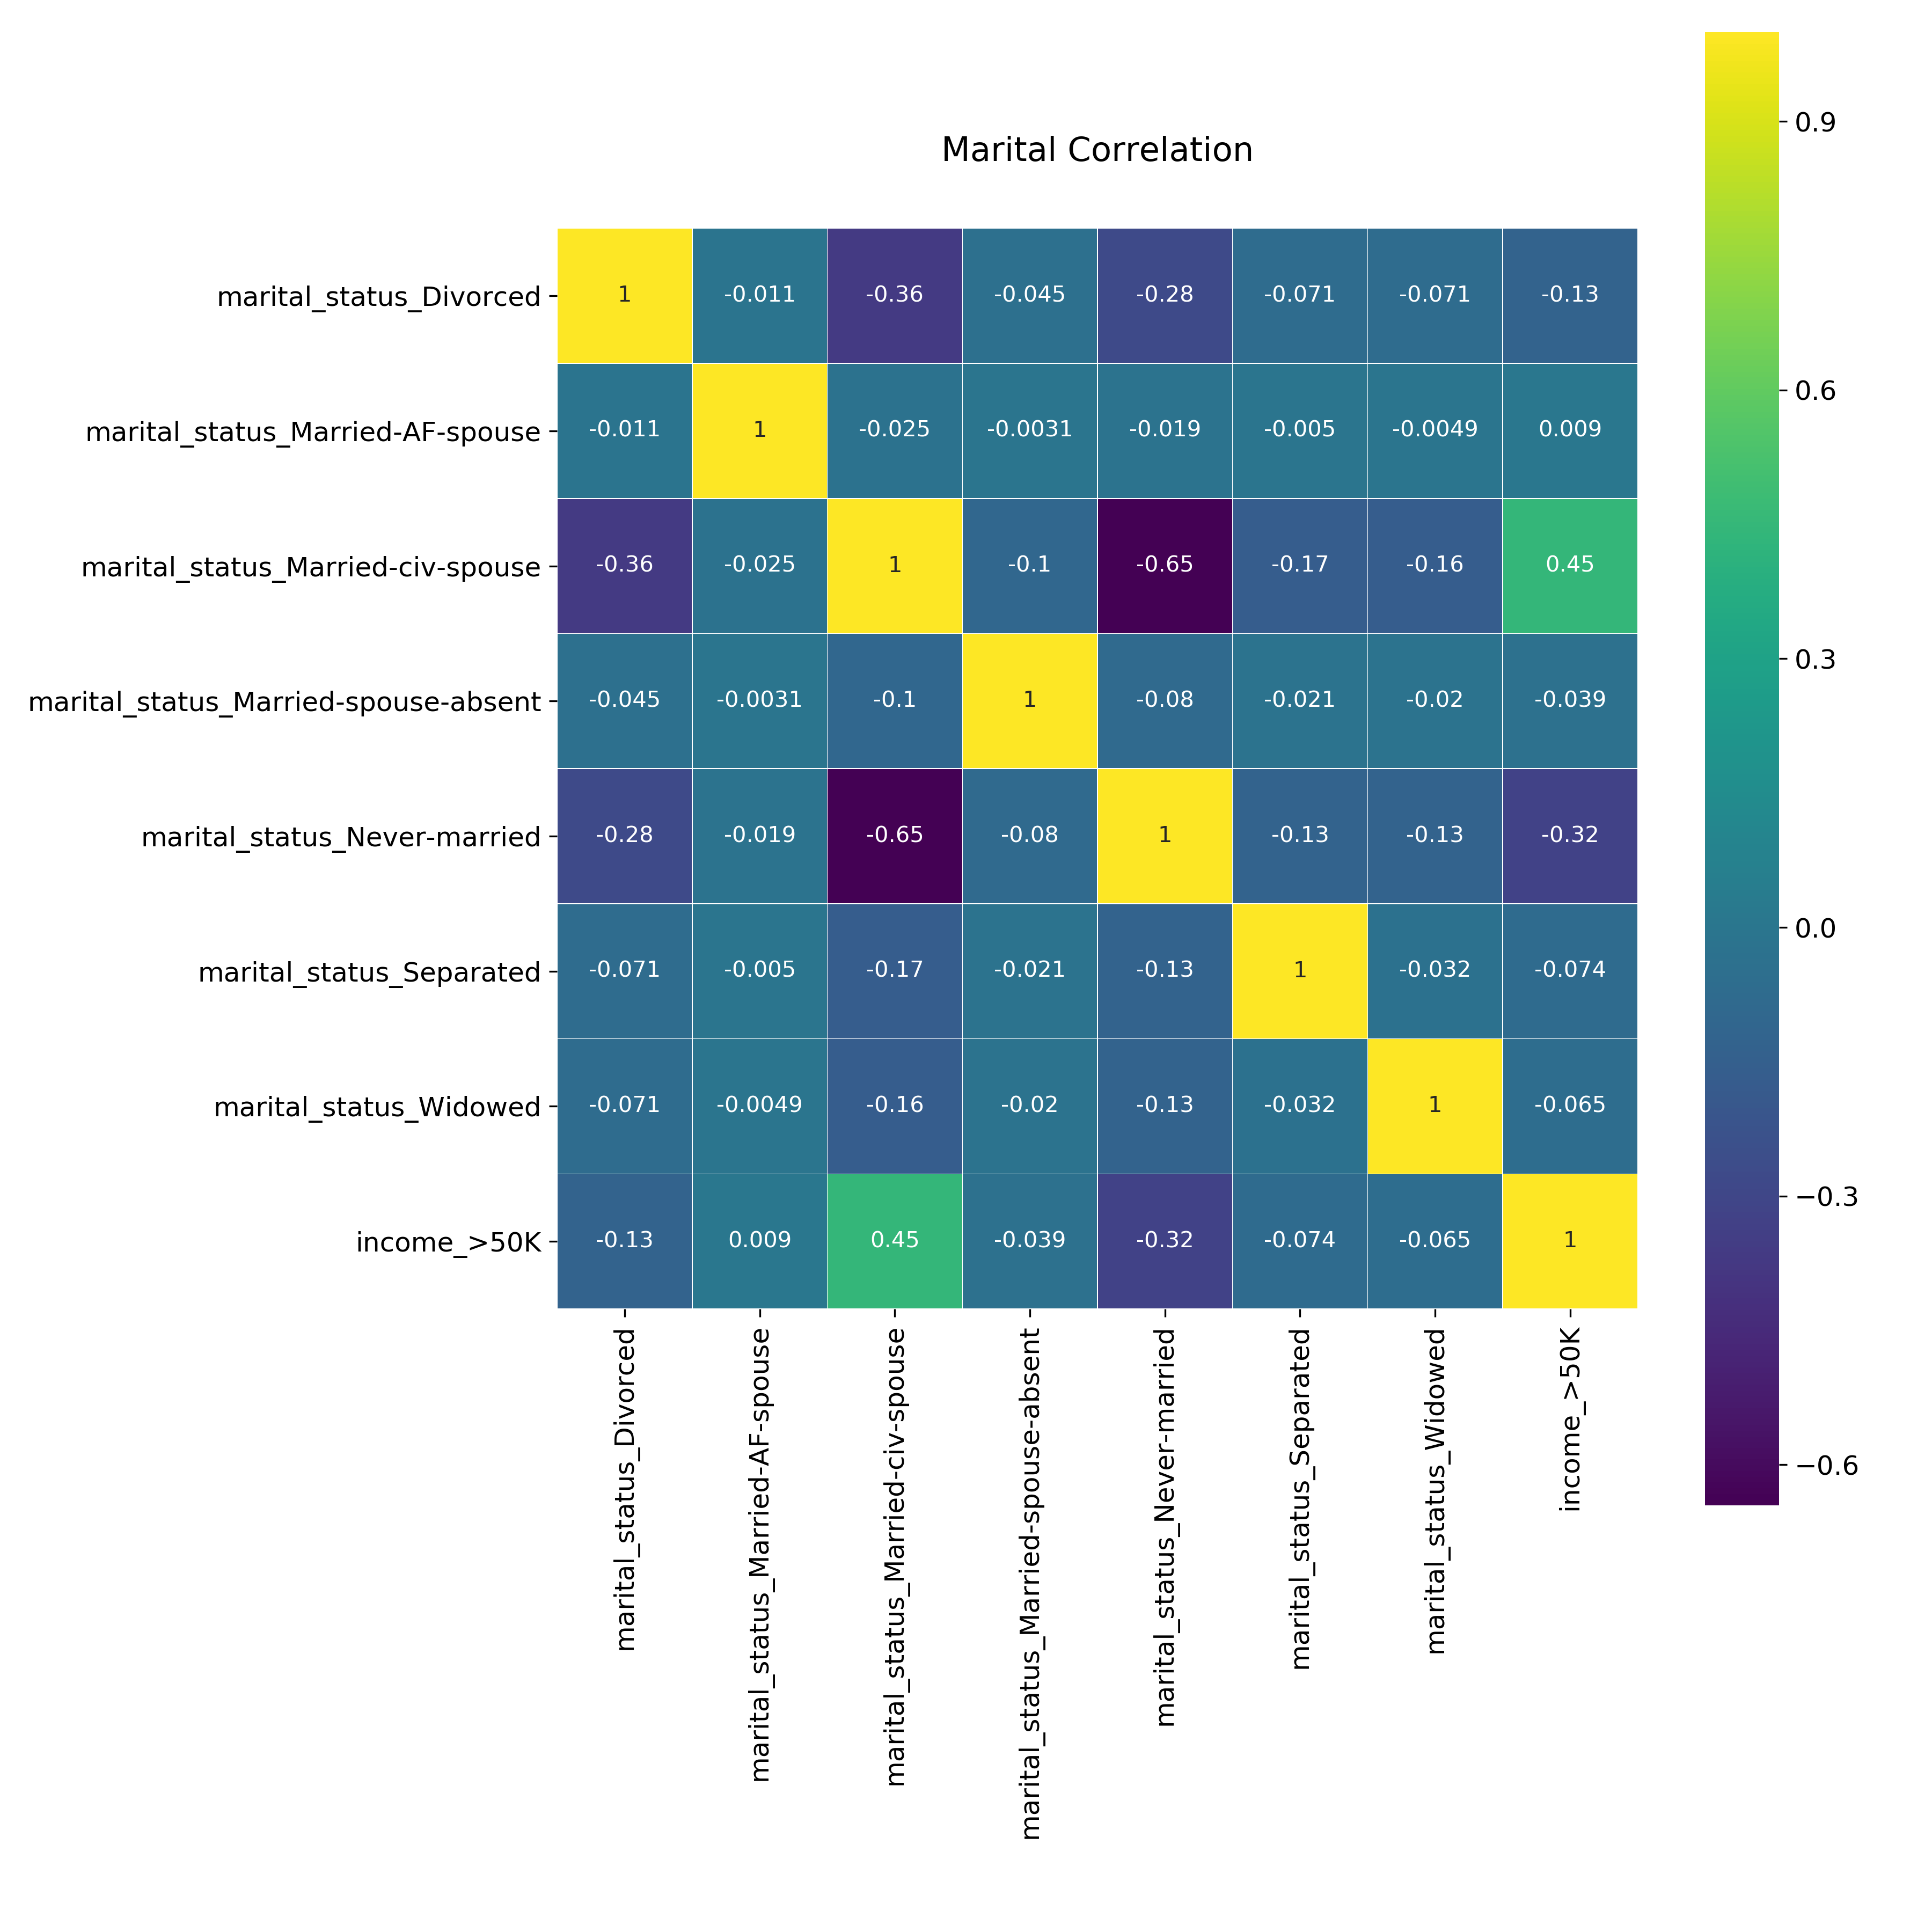 Marital Correlation
marital_status_Divorced 1 -0.011 -0.36 -0.045 -0.28 -0.071 -0.071 -0.13
marital_status_Married-AF-spouse -0.011 1 -0.025 -0.0031 -0.019 -0.005 -0.0049 0.009
marital_status_Married-civ-spouse -0.36 -0.025 1 -0.1 -0.65 -0.17 -0.16 0.45
marital_status_Married-spouse-absent -0.045 -0.0031 -0.1 1 -0.08 -0.021 -0.02 -0.039
marital_status_Never-married -0.28 -0.019 -0.65 -0.08 1 -0.13 -0.13 -0.32
marital_status_Separated -0.071 -0.005 -0.17 -0.021 -0.13 1 -0.032 -0.074
marital_status_Widowed -0.071 -0.0049 -0.16 -0.02 -0.13 -0.032 1 -0.065
income_>50K -0.13 0.009 0.45 -0.039 -0.32 -0.074 -0.065 1
marital_status_Divorced
marital_status_Married-AF-spouse
marital_status_Married-civ-spouse
marital_status_Married-spouse-absent
marital_status_Never-married
marital_status_Separated
marital_status_Widowed
income_>50K
0.9
0.6
0.3
0.0
−0.3
−0.6